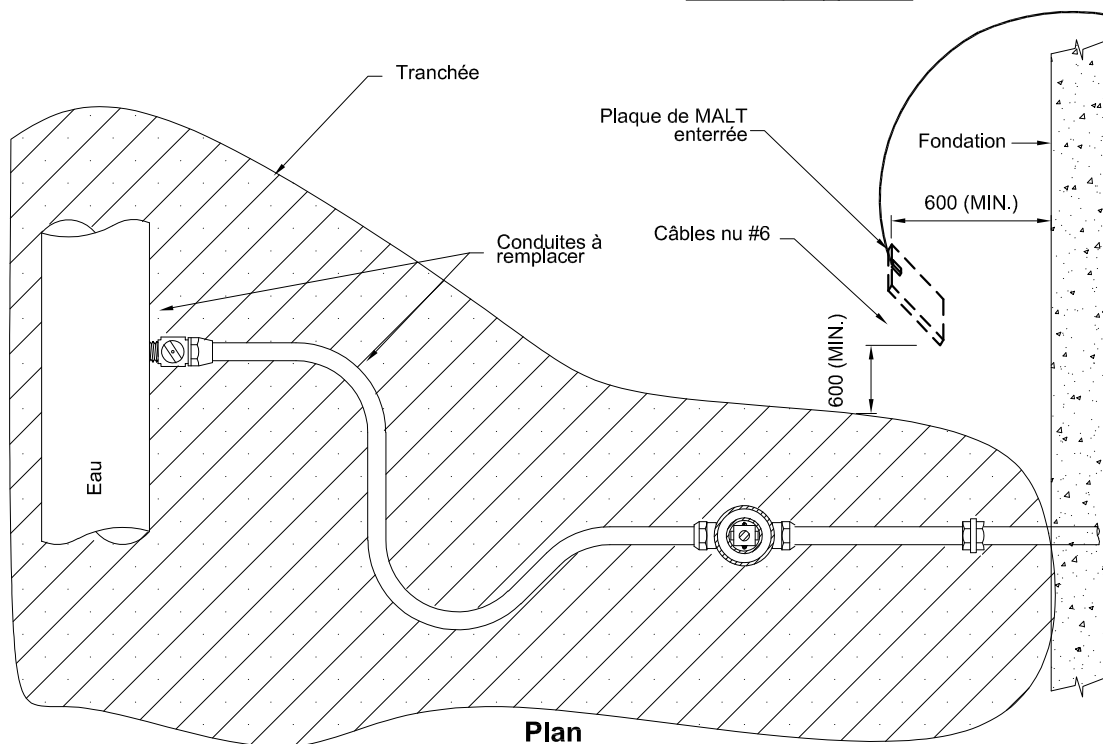 Tranchée
Plaque de MALT
enterrée
Fondation
600 (MIN.)
Câbles nu #6
Conduites à
remplacer
600 (MIN.)
Eau
Plan